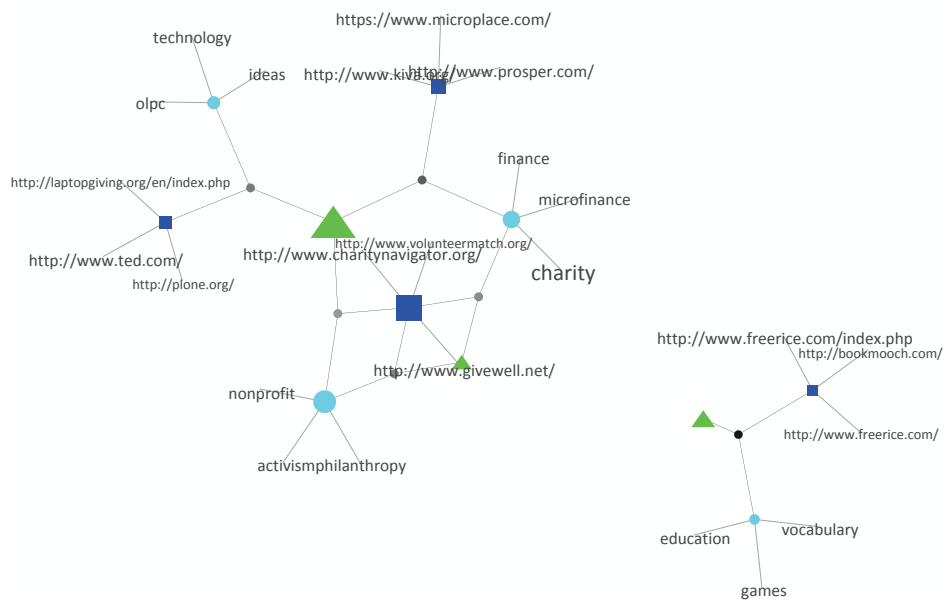 https://www.microplace.com/
technology
ideas
http://www.kiva.org/
http://www.prosper.com/
olpc
finance
http://laptopgiving.org/en/index.php
microfinance
http://www.volunteermatch.org/
http://www.charitynavigator.org/
http://www.ted.com/
charity
http://plone.org/
http://www.freerice.com/index.php
http://bookmooch.com/
http://www.givewell.net/
nonprofit
http://www.freerice.com/
activism
philanthropy
vocabulary
education
games